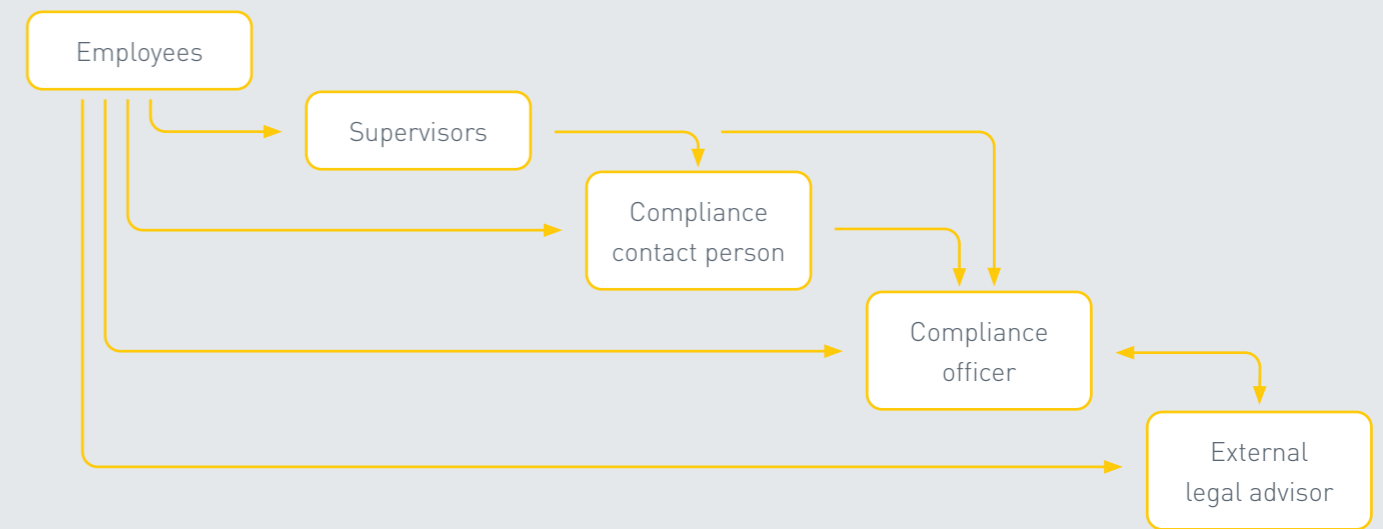 Employees
Supervisors
Compliance
contact person
Compliance
officer
External
legal advisor